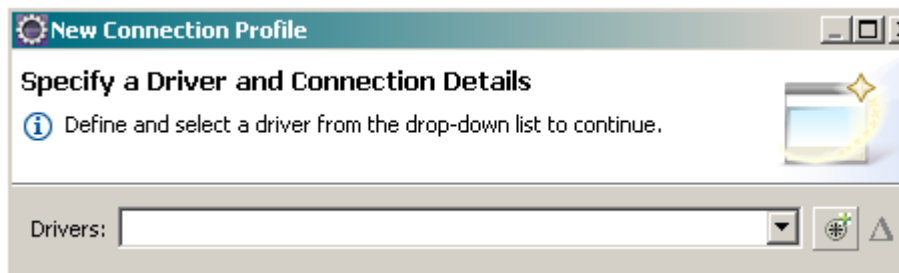 New Connection Profile
Specify a Driver and Connection Details
Define and select a driver from the drop-down list to continue.
Drivers: